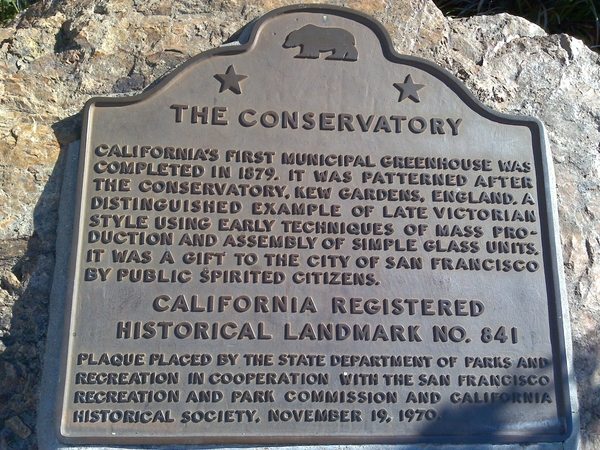 THE CONSERVATORY
CALIFORNIA'S FIRST MUNICIPAL GREENHOUSE WAS
COMPLETED IN 1879. IT WAS PATTERNED AFTER
THE CONSERVATORY, KEW GARDENS, ENGLAND. A
DISTINGUISHED EXAMPLE OF LATE VICTORIAN
STYLE USING EARLY TECHNIQUES OF MASS PRO-
DUCTION AND ASSEMBLY OF SIMPLE GLASS UNITS.
IT WAS A GIFT TO THE CITY OF SAN FRANCISCO
BY PUBLIC SPIRITED CITIZENS.
CALIFORNIA REGISTERED
HISTORICAL LANDMARK NO. 841
PLAQUE PLACED BY THE STATE DEPARTMENT OF PARKS AND
RECREATION IN COOPERATION WITH THE SAN FRANCISCO
RECREATION AND PARK COMMISSION AND CALIFORNIA
HISTORICAL SOCIETY, NOVEMBER 19, 1970.